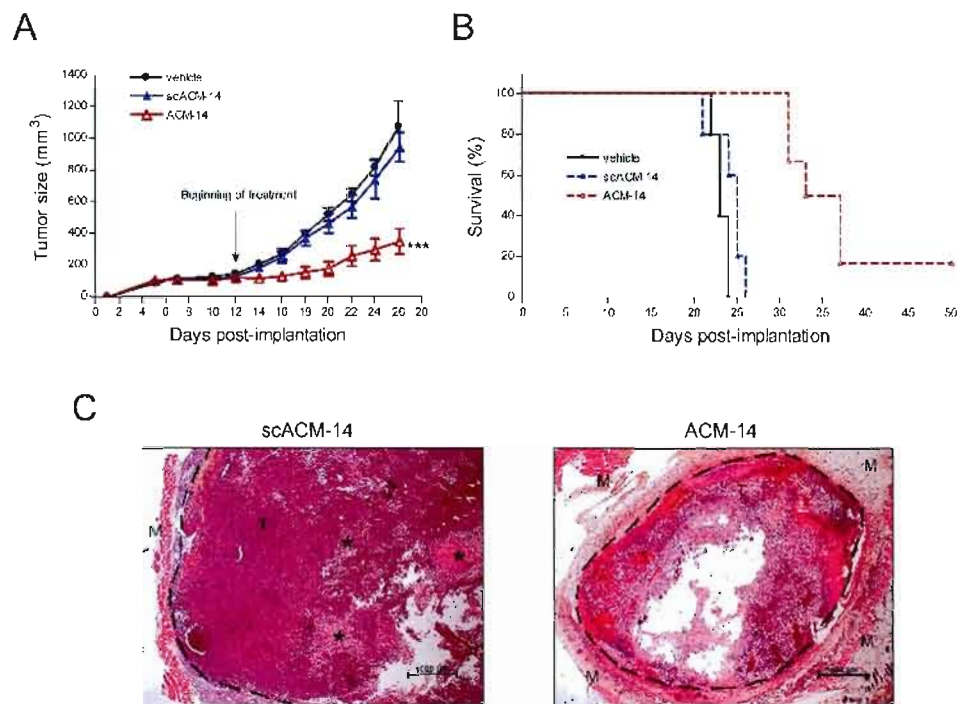 A
Tumor size (mm³)
1400
1200
1000
800
600
400
200
0
vehicle
scACM-14
ACM-14
Beginning of treatment
***
0 2 4 6 8 10 12 14 16 18 20 22 24 26
Days post-implantation
B
Survival (%)
100
80
60
40
20
0
vehicle
scACM-14
ACM-14
0 5 10 15 20 25 30 35 40 45 50
Days post-implantation
C
scACM-14
M
*
*
*
ACM-14
M
M
M
M